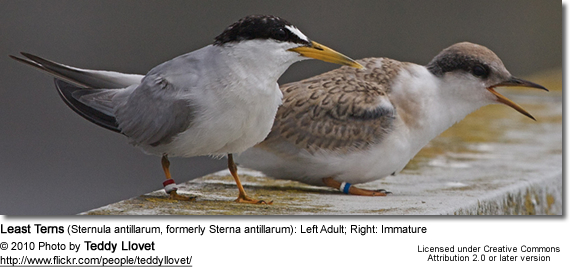 Least Terns (Sternula antillarum, formerly Sterna antillarum): Left Adult; Right: Immature
© 2010 Photo by Teddy Llovet
http://www.flickr.com/people/teddyllovet/
Licensed under Creative Commons
Attribution 2.0 or later version